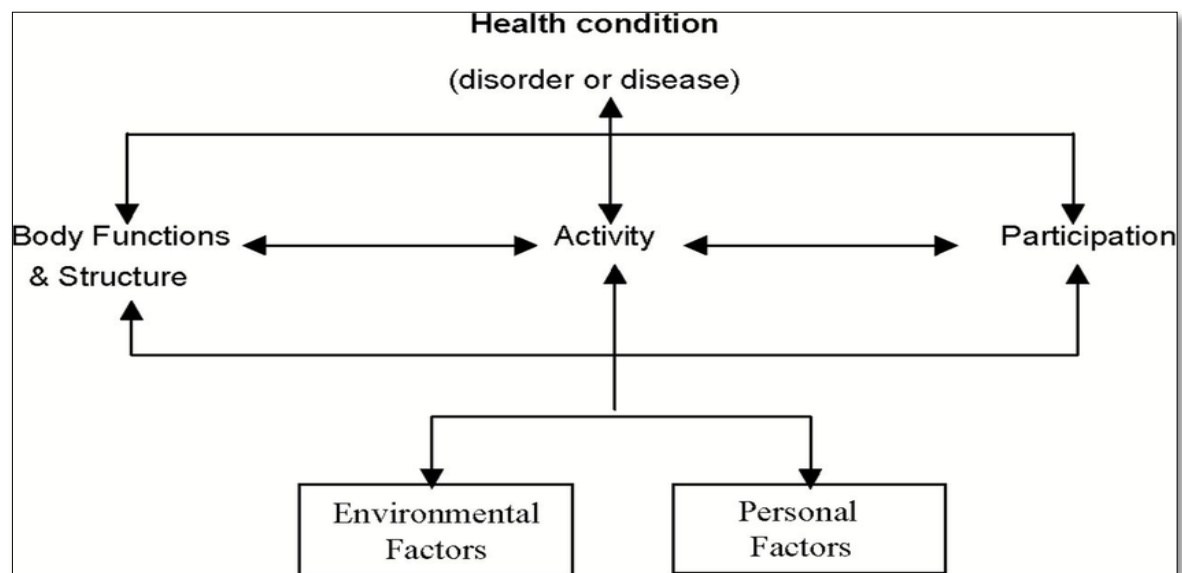 Health condition
(disorder or disease)
Body Functions
& Structure
Activity
Participation
Environmental
Factors
Personal
Factors